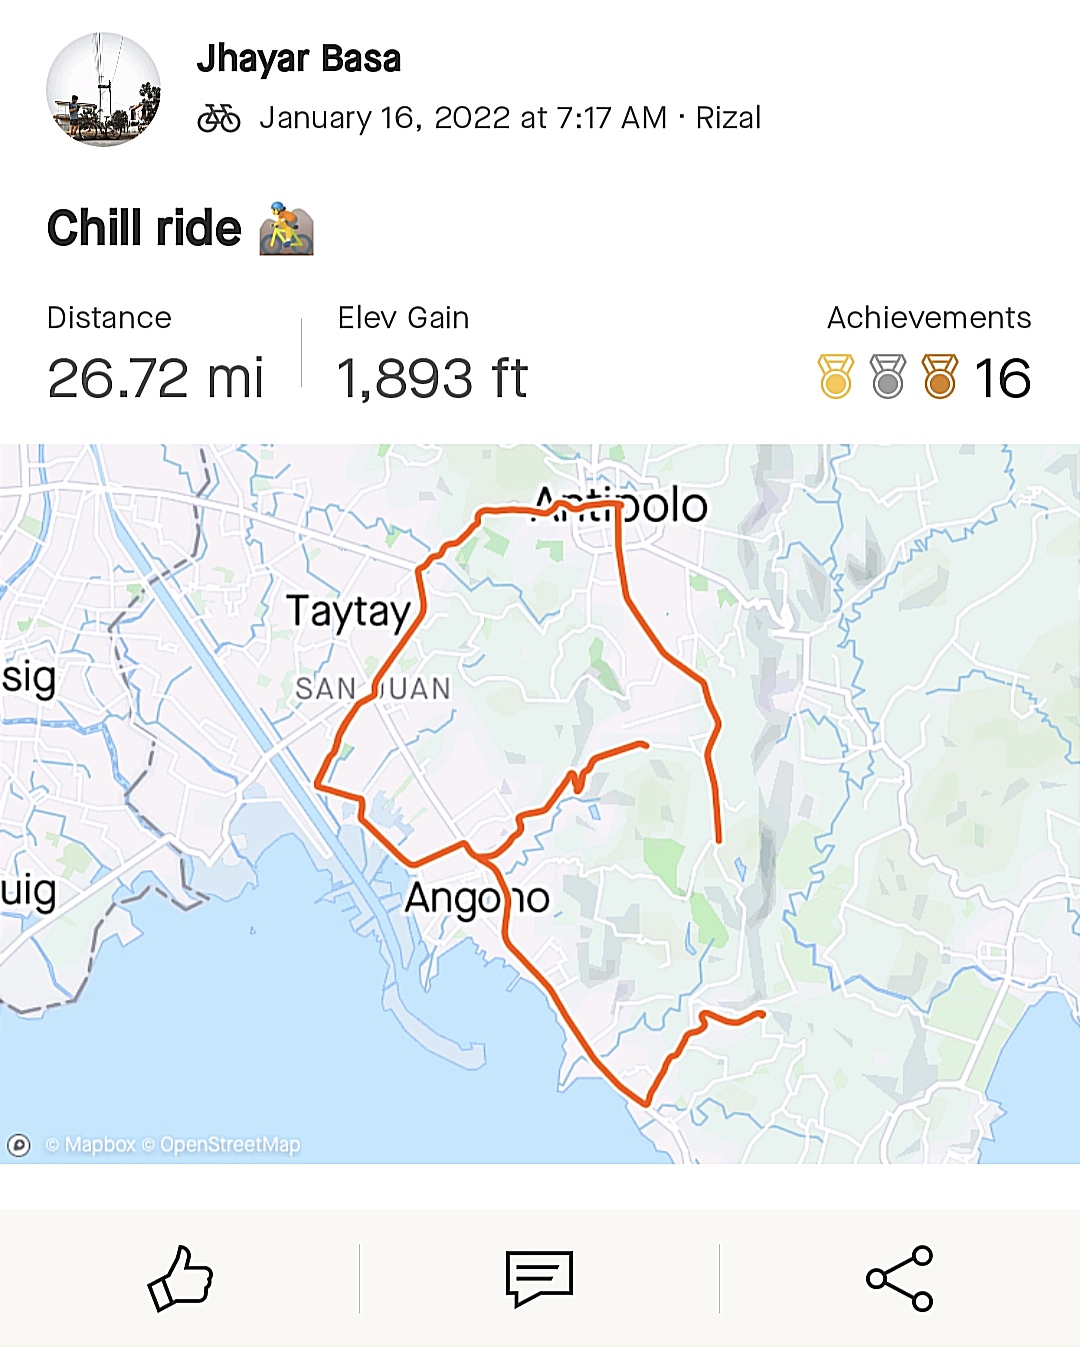 Jhayar Basa
January 16, 2022 at 7:17 AM · Rizal
Chill ride
Distance
26.72 mi
Elev Gain
1,893 ft
Achievements
16
Antipolo
Taytay
SAN JUAN
sig
uig
Angono
© Mapbox © OpenStreetMap